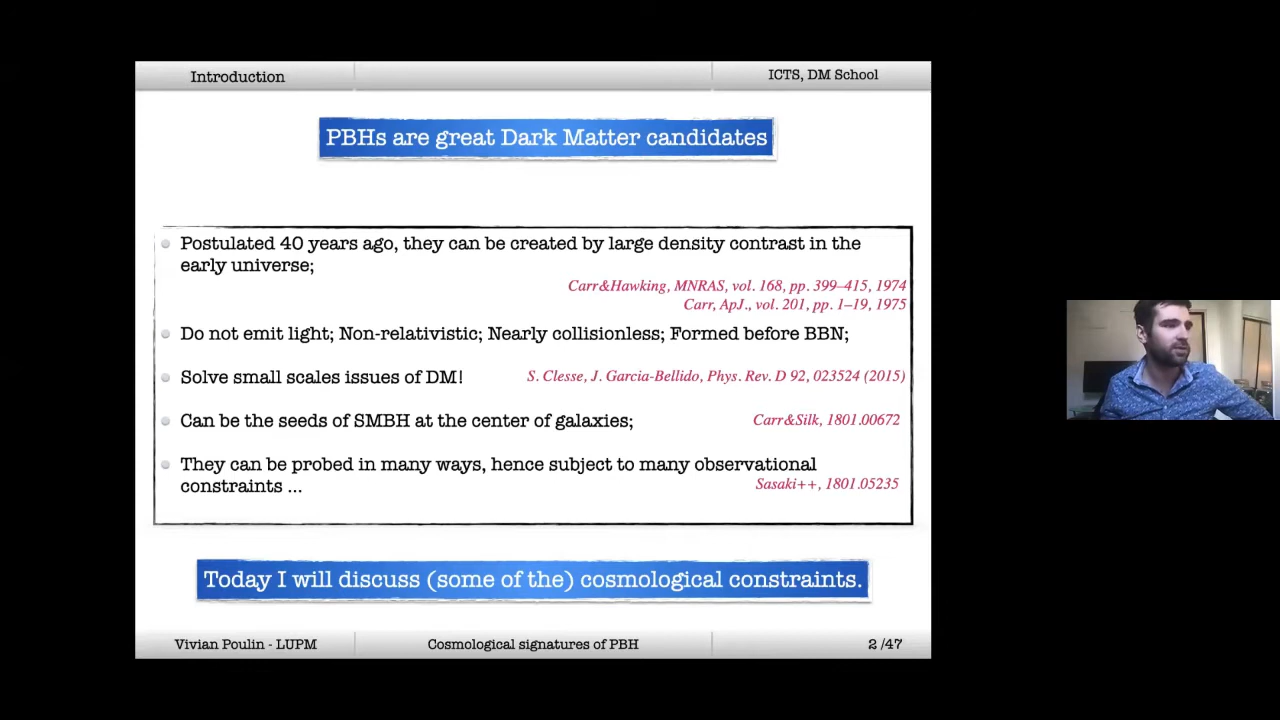 Introduction
ICTS, DM School
PBHs are great Dark Matter candidates
Postulated 40 years ago, they can be created by large density contrast in the
early universe;
Carr&Hawking, MNRAS, vol. 168, pp. 399–415, 1974
Carr, ApJ., vol. 201, pp. 1–19, 1975
Do not emit light; Non-relativistic; Nearly collisionless; Formed before BBN;
Solve small scales issues of DM!
S. Clesse, J. Garcia-Bellido, Phys. Rev. D 92, 023524 (2015)
Can be the seeds of SMBH at the center of galaxies;
Carr&Silk, 1801.00672
They can be probed in many ways, hence subject to many observational
constraints ...
Sasaki++, 1801.05235
Today I will discuss (some of the) cosmological constraints.
Vivian Poulin - LUPM
Cosmological signatures of PBH
2 /47